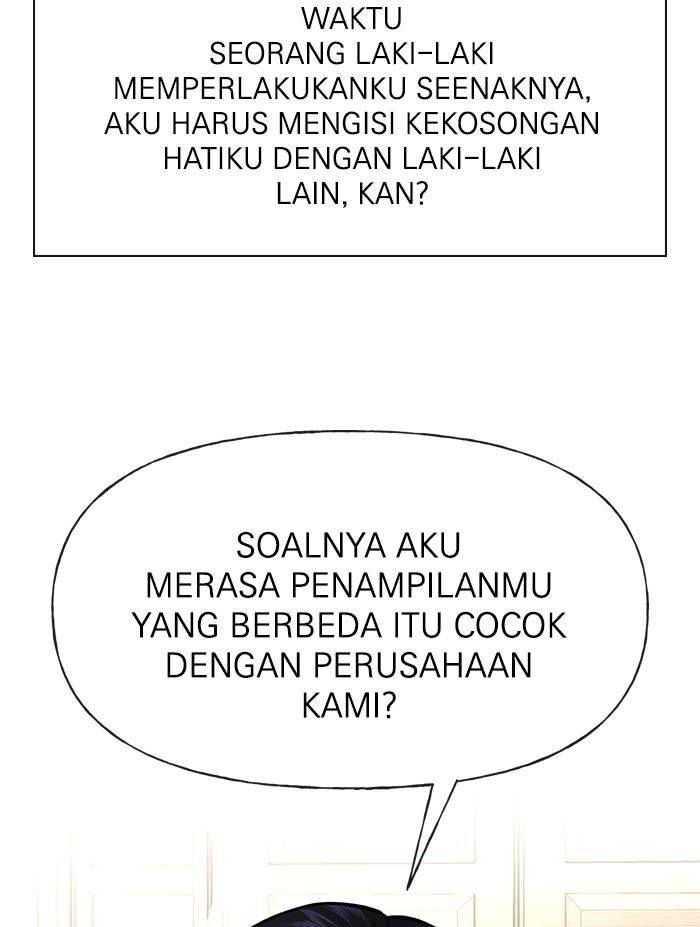 WAKTU
SEORANG LAKI-LAKI
MEMPERLAKUKANKU SEENAKNYA,
AKU HARUS MENGISI KEKOSONGAN
HATIKU DENGAN LAKI-LAKI
LAIN, KAN?
SOALNYA AKU
MERASA PENAMPILANMU
YANG BERBEDA ITU COCOK
DENGAN PERUSAHAAN
KAMI?